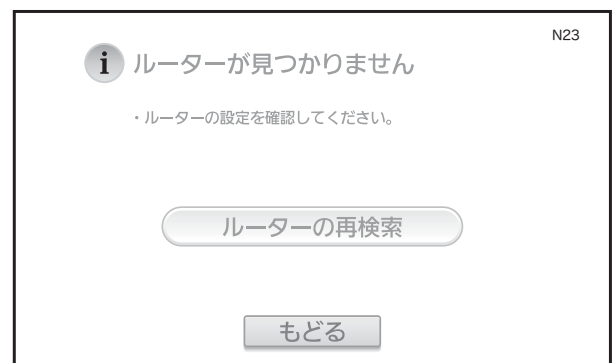 N23
i ルーターが見つかりません
・ルーターの設定を確認してください。
ルーターの再検索
もどる